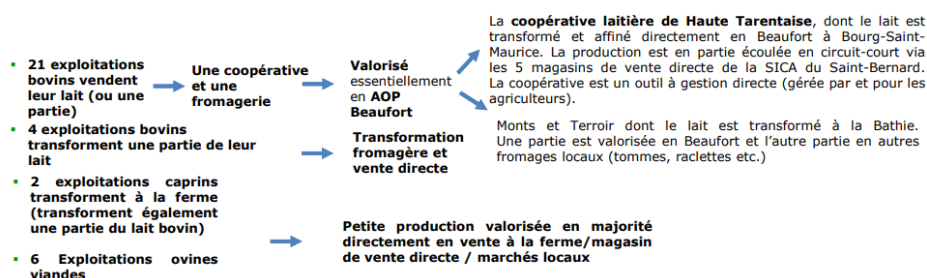 La coopérative laitière de Haute Tarentaise, dont le lait est
transformé et affiné directement en Beaufort à Bourg-Saint-
Maurice. La production est en partie écoulée en circuit-court via
les 5 magasins de vente directe de la SICA du Saint-Bernard.
La coopérative est un outil à gestion directe (gérée par et pour les
agriculteurs).
▪ 21 exploitations
bovins vendent
leur lait (ou une
partie)
Une coopérative
et une
fromagerie
Valorisé
essentiellement
en AOP
Beaufort
Monts et Terroir dont le lait est transformé à la Bathie.
Une partie est valorisée en Beaufort et l'autre partie en autres
fromages locaux (tommes, raclettes etc.)
▪ 4 exploitations bovins
transforment une partie de leur
lait
Transformation
fromagère et
vente directe
▪ 2 exploitations caprins
transforment à la ferme
(transforment également
une partie du lait bovin)
▪ 6 Exploitations ovines
viandes
Petite production valorisée en majorité
directement en vente à la ferme/magasin
de vente directe / marchés locaux